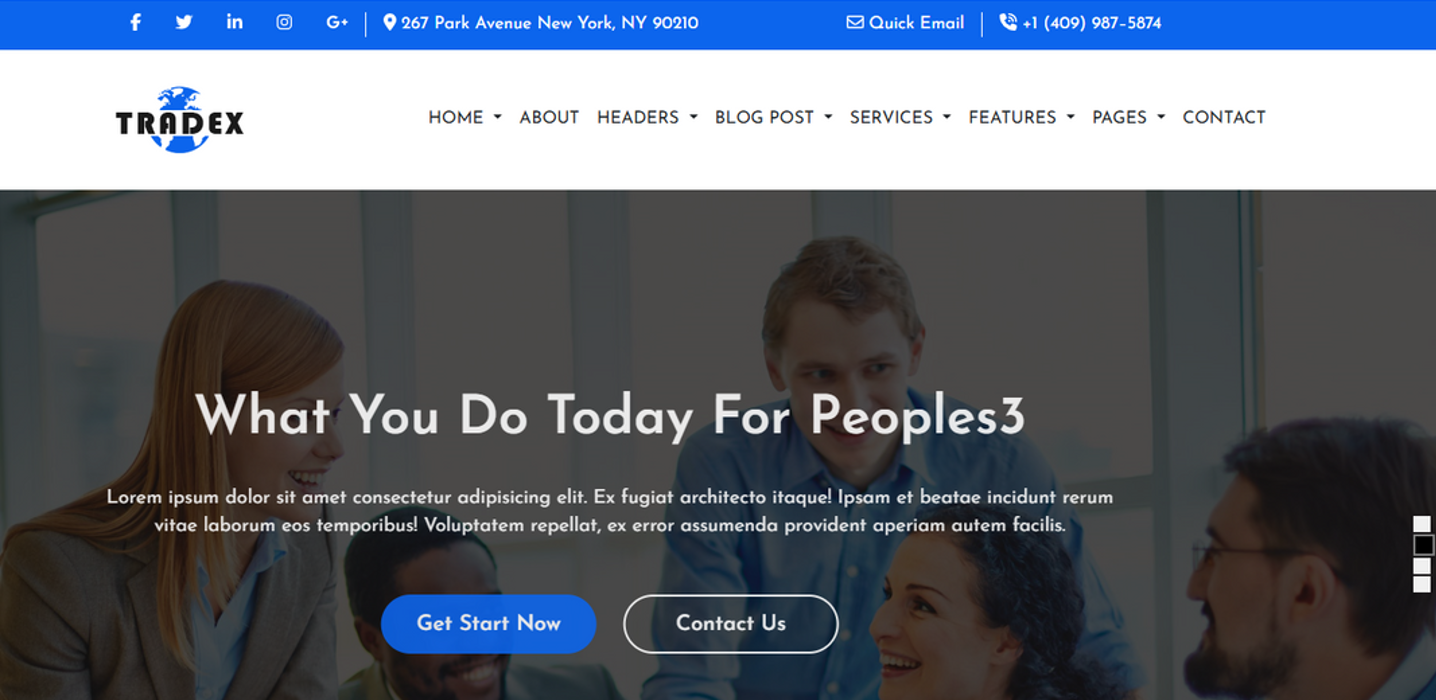 267 Park Avenue New York, NY 90210
Quick Email
+1 (409) 987-5874
TRADEX
HOME ABOUT HEADERS BLOG POST SERVICES FEATURES PAGES CONTACT
What You Do Today For Peoples3
Lorem ipsum dolor sit amet consectetur adipisicing elit. Ex fugiat architecto itaque! Ipsam et beatae incidunt rerum
vitae laborum eos temporibus! Voluptatem repellat, ex error assumenda provident aperiam autem facilis.
Get Start Now
Contact Us